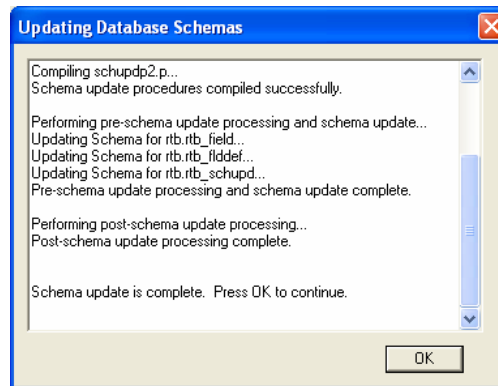 Updating Database Schemas
Compiling schupdp2.p...
Schema update procedures compiled successfully.
Performing pre-schema update processing and schema update...
Updating Schema for rtb.rtb_field...
Updating Schema for rtb.rtb_flddef...
Updating Schema for rtb.rtb_schupd...
Pre-schema update processing and schema update complete.
Performing post-schema update processing...
Post-schema update processing complete.
Schema update is complete.  Press OK to continue.
OK